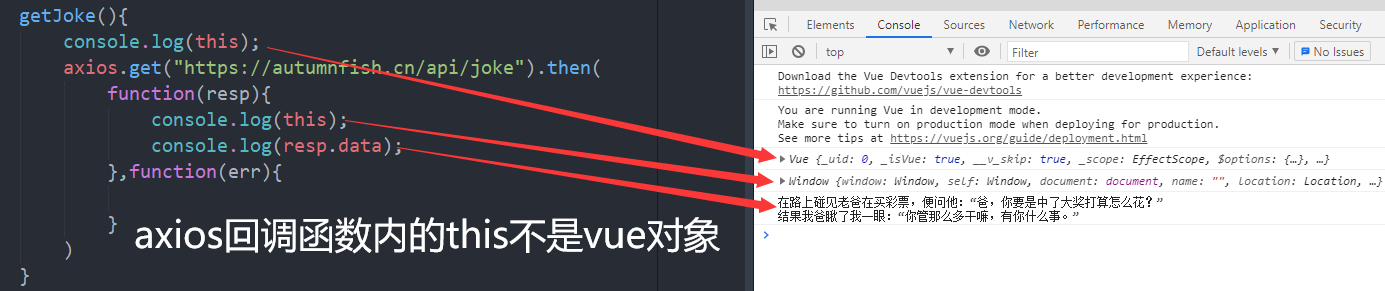 getJoke(){
console.log(this);
axios.get("https://autumnfish.cn/api/joke").then(
function(resp){
console.log(this);
console.log(resp.data);
},function(err){
}
axios回调函数内的this不是vue对象
)
}
Elements Console Sources Network Performance Memory Application Security
top Filter Default levels No Issues
Download the Vue Devtools extension for a better development experience:
https://github.com/vuejs/vue-devtools
You are running Vue in development mode.
Make sure to turn on production mode when deploying for production.
See more tips at https://vuejs.org/guide/deployment.html
Vue {_uid: 0, _isVue: true, __v_skip: true, _scope: EffectScope, $options: {…}, …}
Window {window: Window, self: Window, document: document, name: "", location: Location, …}
在路上碰见老爸在买彩票，便问他：“爸，你要是中了大奖打算怎么花？”
结果我爸瞅了我一眼：“你管那么多干嘛，有你什么事。”